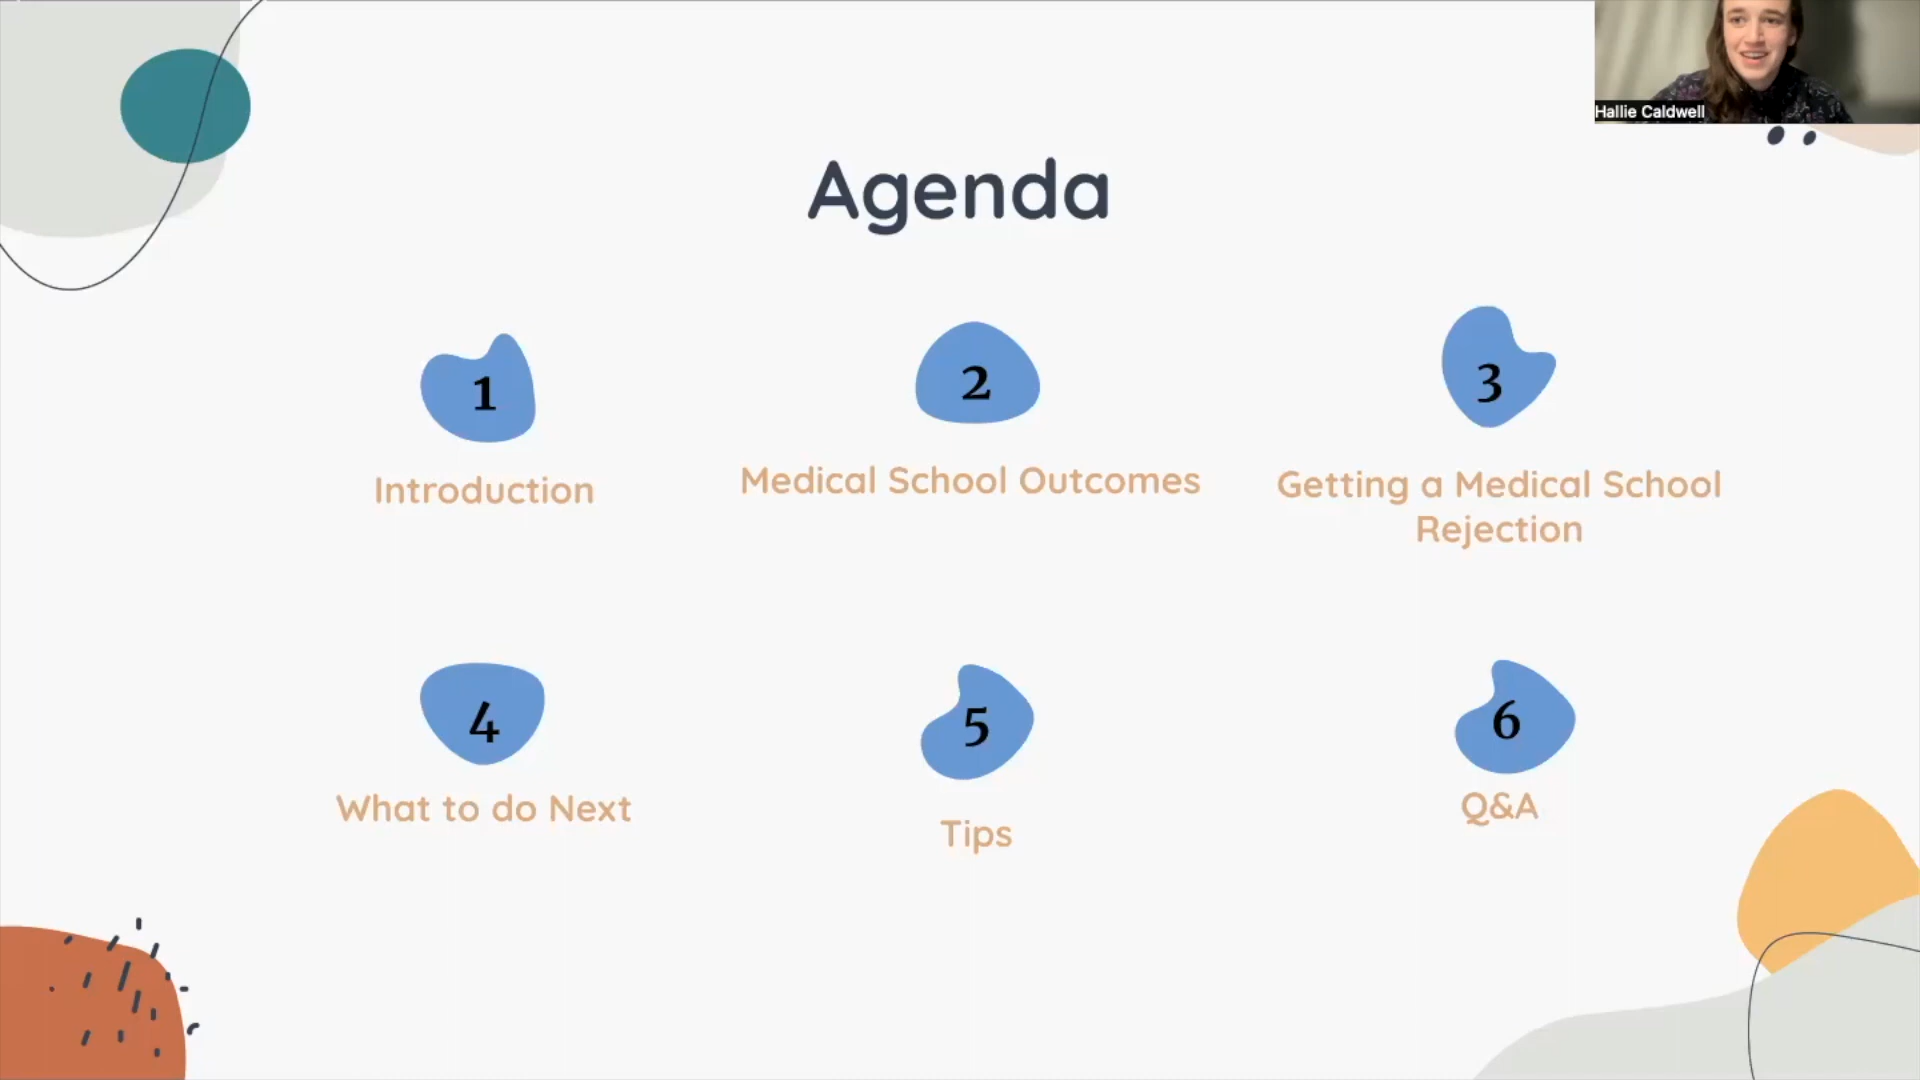 Hallie Caldwell
Agenda
1
Introduction
2
Medical School Outcomes
3
Getting a Medical School
Rejection
4
What to do Next
5
Tips
6
Q&A